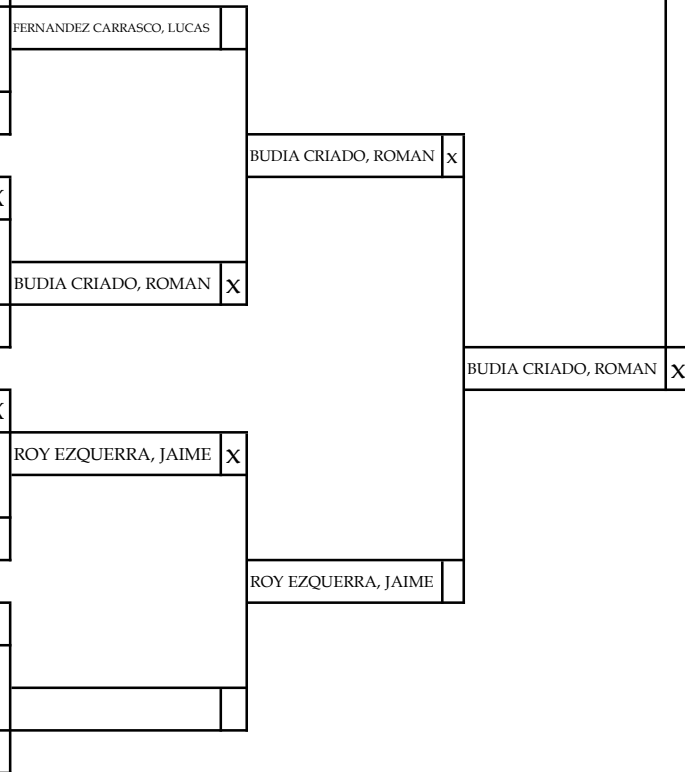 FERNANDEZ CARRASCO, LUCAS
BUDIA CRIADO, ROMAN x
BUDIA CRIADO, ROMAN X
BUDIA CRIADO, ROMAN X
ROY EZQUERRA, JAIME X
ROY EZQUERRA, JAIME